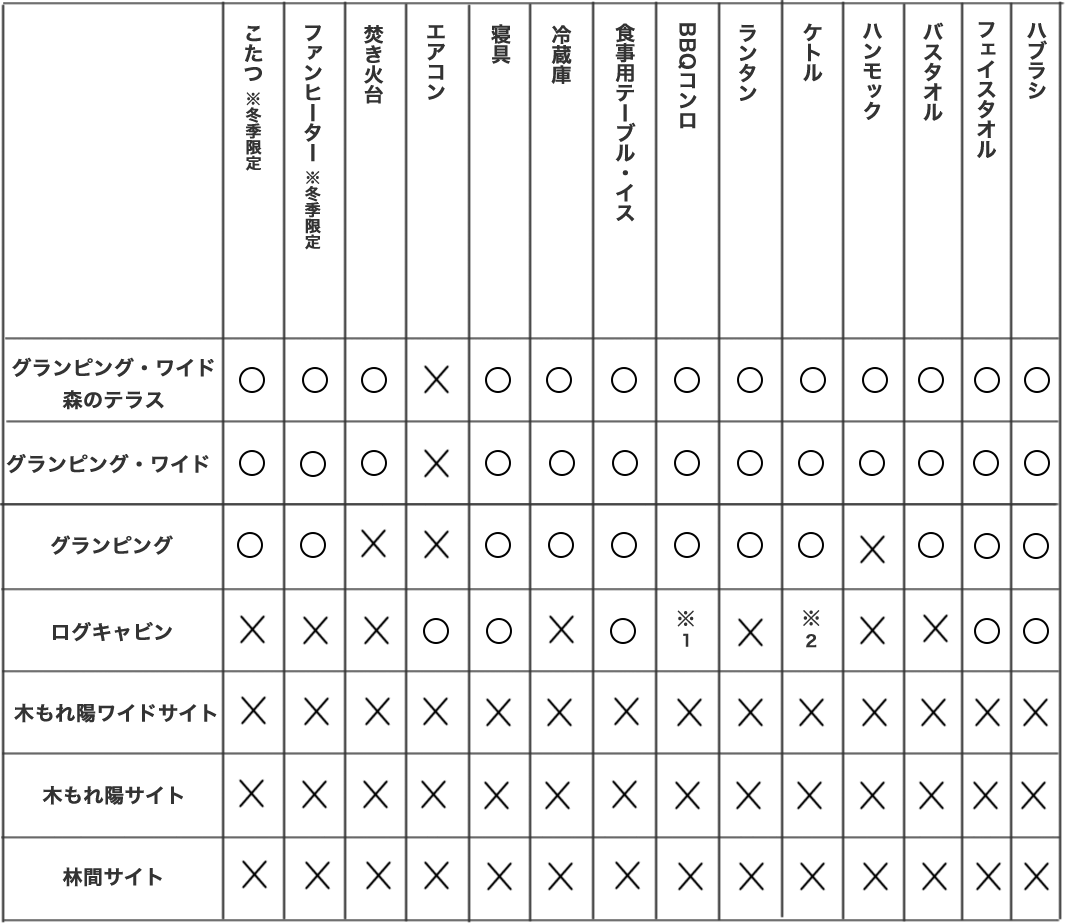 こたつ ※冬季限定
ファンヒーター ※冬季限定
焚き火台
エアコン
寝具
冷蔵庫
食事用テーブル・イス
BBQコンロ
ランタン
ケトル
ハンモック
バスタオル
フェイスタオル
ハブラシ
グランピング・ワイド
森のテラス
○ ○ ○ × ○ ○ ○ ○ ○ ○ ○ ○ ○ ○
グランピング・ワイド ○ ○ ○ × ○ ○ ○ ○ ○ ○ ○ ○ ○ ○
グランピング ○ ○ × × ○ ○ ○ ○ ○ ○ × ○ ○ ○
ログキャビン × × × ○ ○ × ○ ※1 × ※2 × × ○ ○
木もれ陽ワイドサイト × × × × × × × × × × × × × ×
木もれ陽サイト × × × × × × × × × × × × × ×
林間サイト × × × × × × × × × × × × × ×